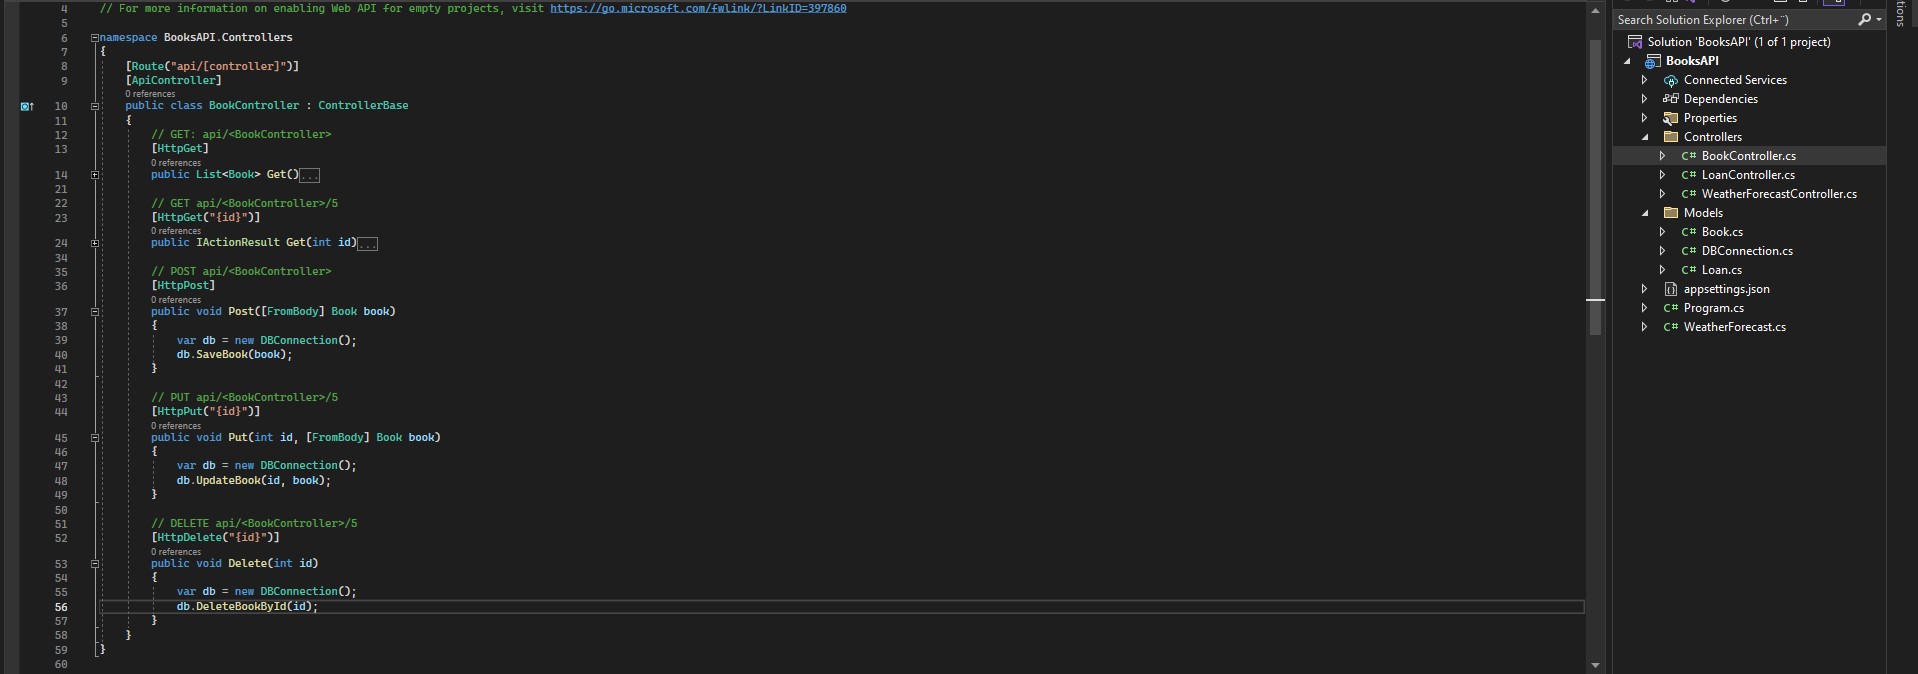 4 // For more information on enabling Web API for empty projects, visit https://go.microsoft.com/fwlink/?LinkID=397860
5
6 namespace BooksAPI.Controllers
7 {
8 [Route("api/[controller]")]
9 [ApiController]
0 references
10 public class BookController : ControllerBase
11 {
12 // GET: api/<BookController>
13 [HttpGet]
0 references
14 public List<Book> Get()...
21
22 // GET api/<BookController>/5
23 [HttpGet("{id}")]
0 references
24 public IActionResult Get(int id)...
34
35 // POST api/<BookController>
36 [HttpPost]
0 references
37 public void Post([FromBody] Book book)
38 {
39 var db = new DBConnection();
40 db.SaveBook(book);
41 }
42
43 // PUT api/<BookController>/5
44 [HttpPut("{id}")]
0 references
45 public void Put(int id, [FromBody] Book book)
46 {
47 var db = new DBConnection();
48 db.UpdateBook(id, book);
49 }
50
51 // DELETE api/<BookController>/5
52 [HttpDelete("{id}")]
0 references
53 public void Delete(int id)
54 {
55 var db = new DBConnection();
56 db.DeleteBookById(id);
57 }
58 }
59 }
60
Search Solution Explorer (Ctrl+¨)
Solution 'BooksAPI' (1 of 1 project)
BooksAPI
Connected Services
Dependencies
Properties
Controllers
C# BookController.cs
C# LoanController.cs
C# WeatherForecastController.cs
Models
C# Book.cs
C# DBConnection.cs
C# Loan.cs
appsettings.json
C# Program.cs
C# WeatherForecast.cs